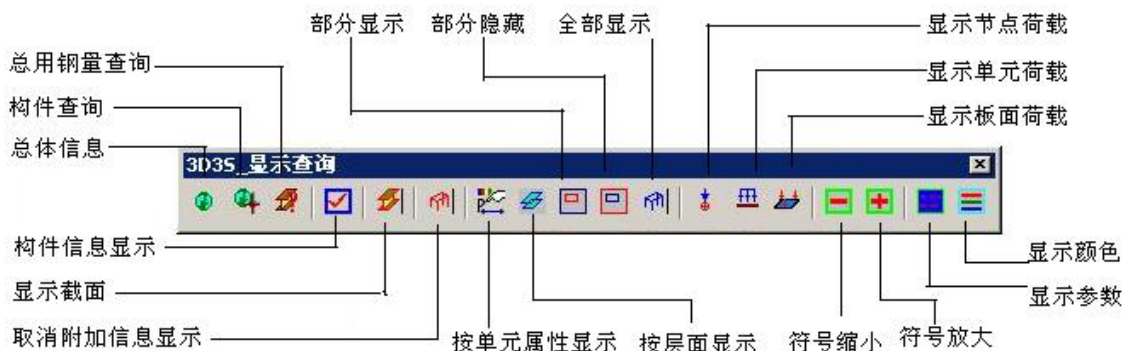 部分显示 部分隐藏 全部显示 显示节点荷载
总用钢量查询 显示单元荷载
构件查询 显示板面荷载
总体信息
3D3S_显示查询
构件信息显示 显示颜色
显示截面 显示参数
取消附加信息显示 按单元属性显示 按层面显示 符号缩小 符号放大